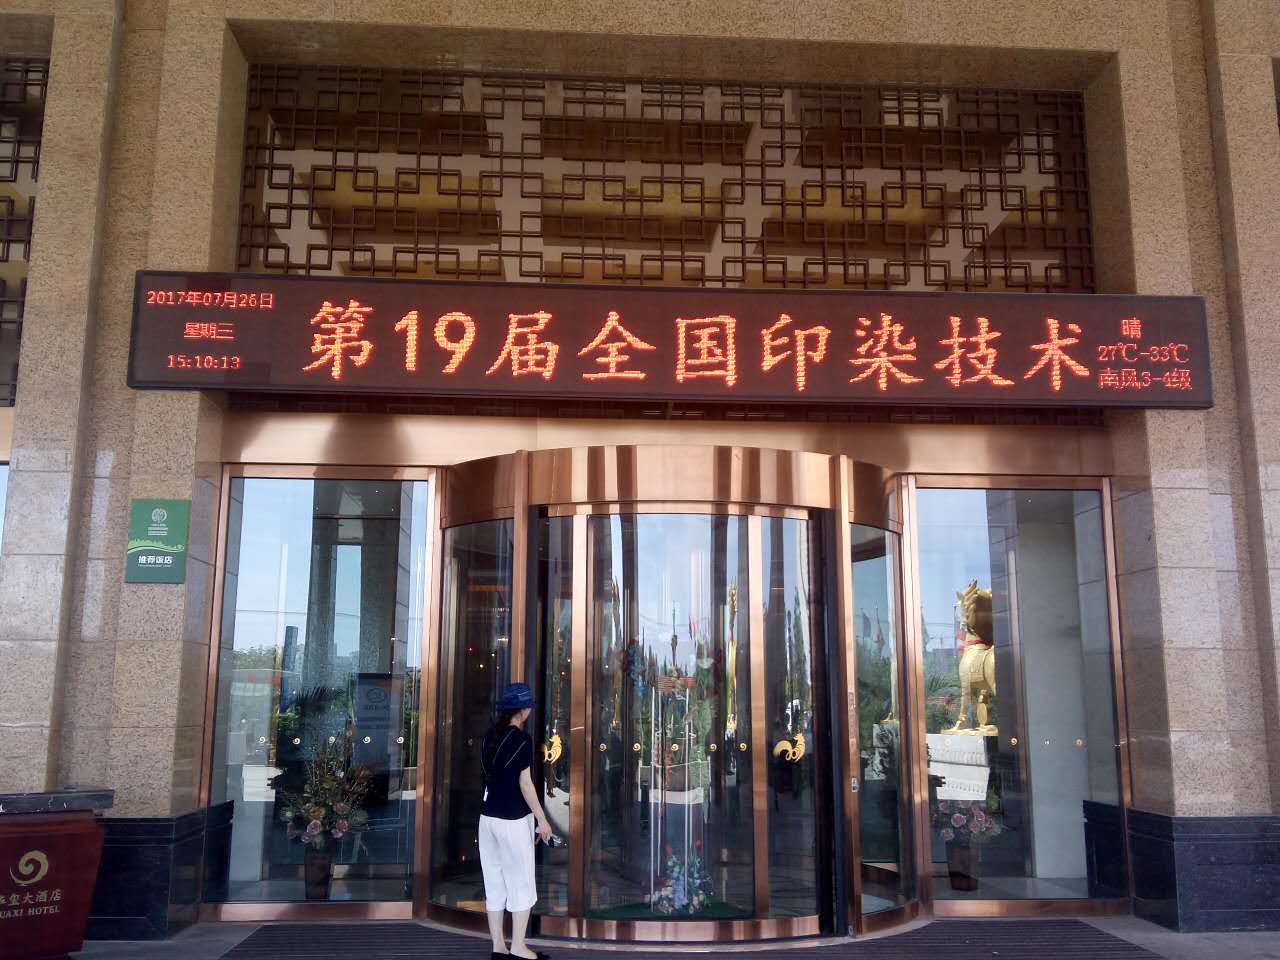 2017年07月26日
星期三
15:10:13
第19届全国印染技术
晴
27℃-33℃
南风3-4级
推荐饭店
玺大酒店
UAXI HOTEL